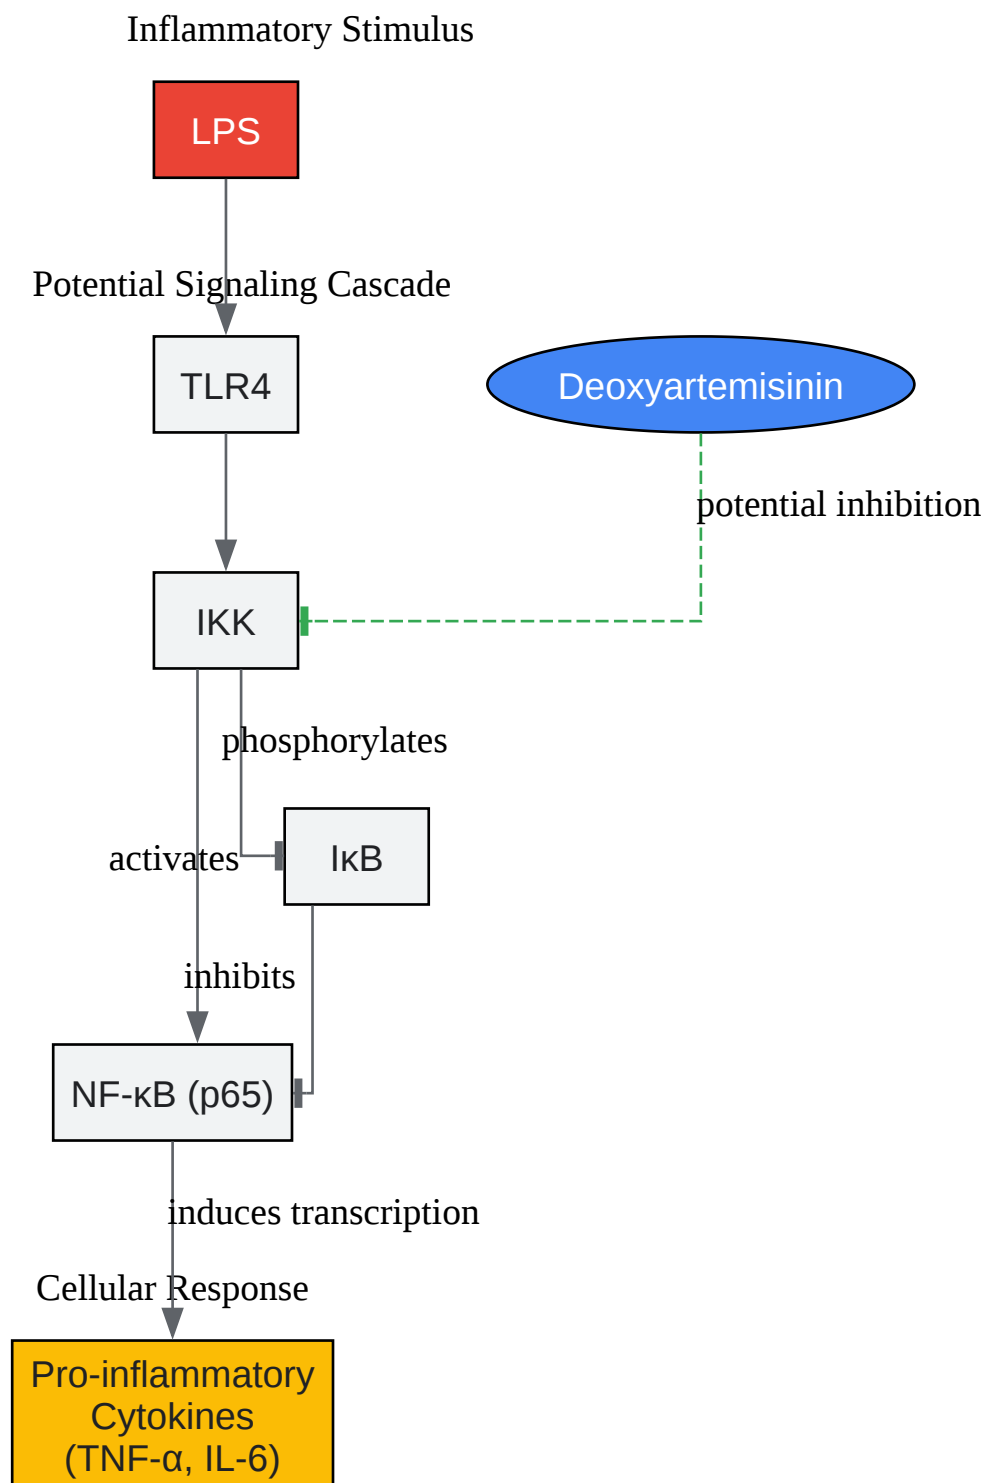 Inflammatory Stimulus
LPS
Potential Signaling Cascade
TLR4
Deoxyartemisinin
potential inhibition
IKK
phosphorylates
activates
IκB
inhibits
NF-κB (p65)
induces transcription
Cellular Response
Pro-inflammatory
Cytokines
(TNF-α, IL-6)